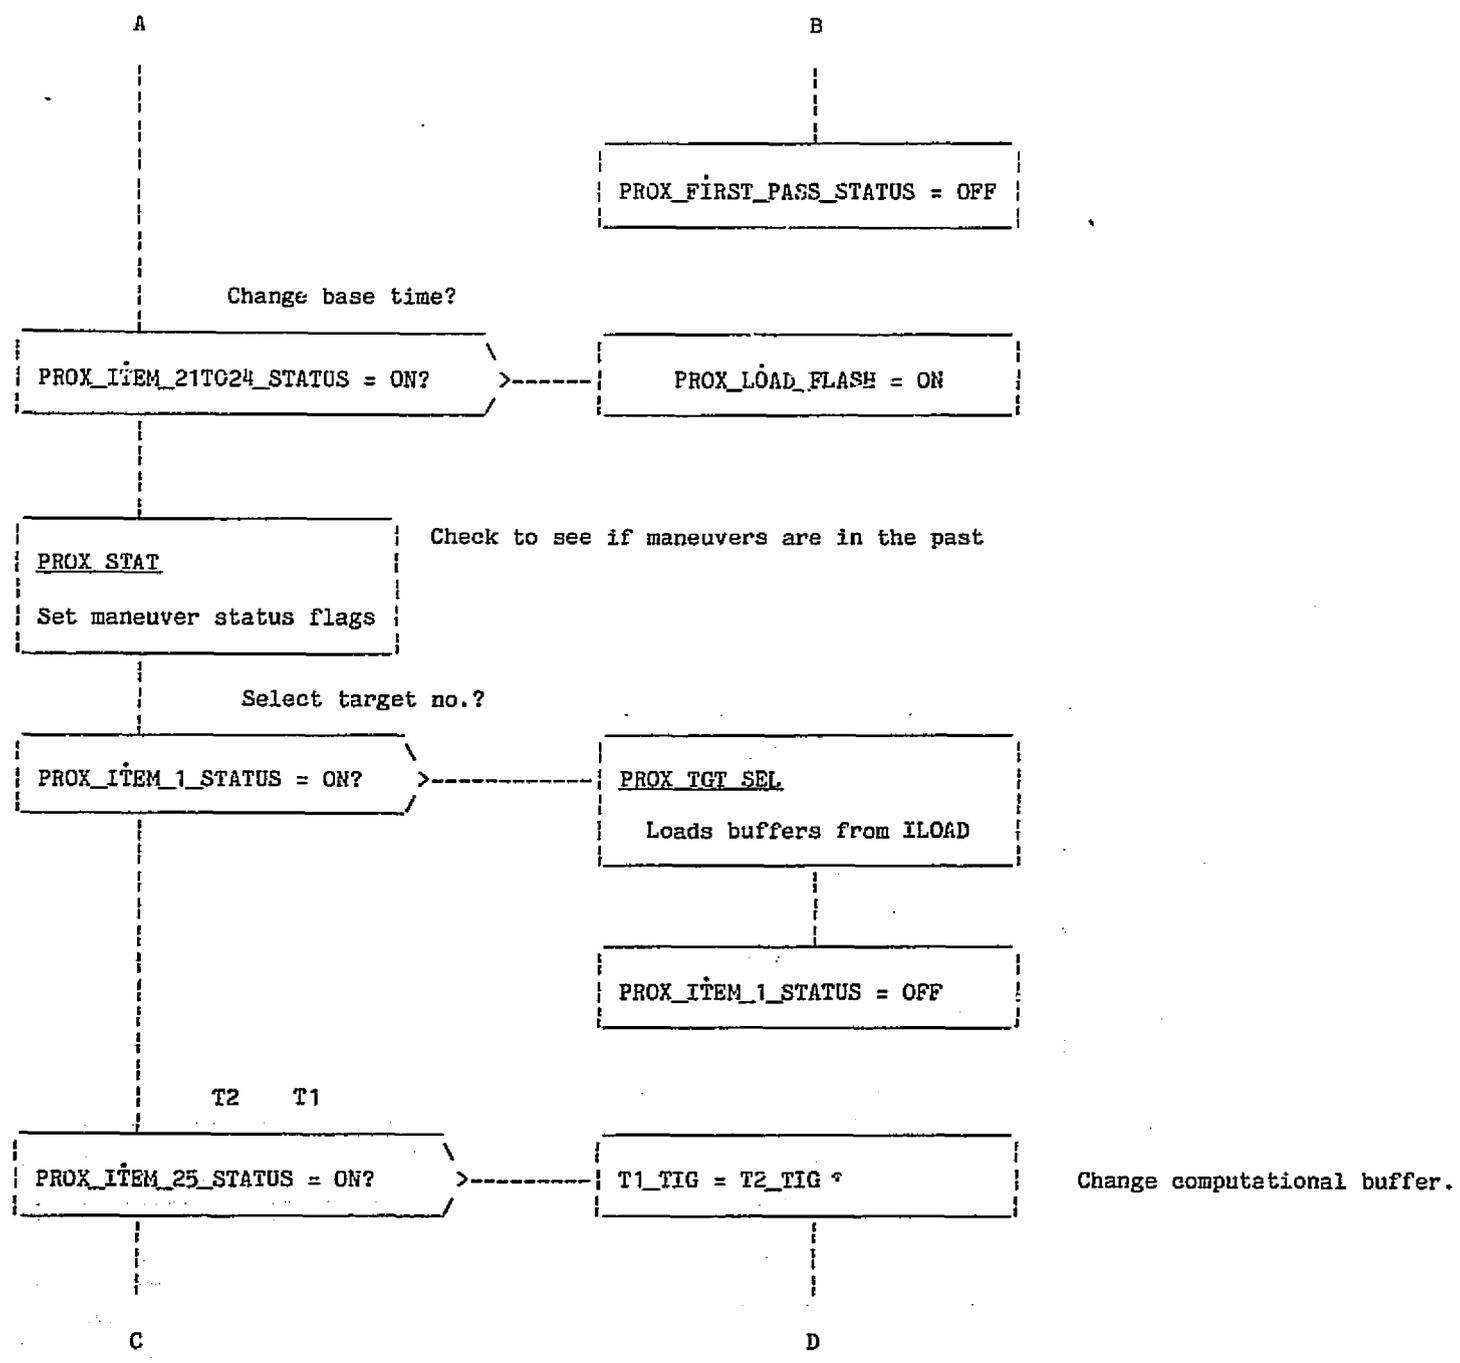 A
B
PROX_FIRST_PASS_STATUS = OFF
Change base time?
PROX_ITEM_21TO24_STATUS = ON?
PROX_LOAD_FLASH = ON
Check to see if maneuvers are in the past
PROX STAT
Set maneuver status flags
Select target no.?
PROX_ITEM_1_STATUS = ON?
PROX_TGT_SEL
Loads buffers from ILOAD
PROX_ITEM_1_STATUS = OFF
T2 T1
PROX_ITEM_25_STATUS = ON?
T1_TIG = T2_TIG
Change computational buffer.
C
D